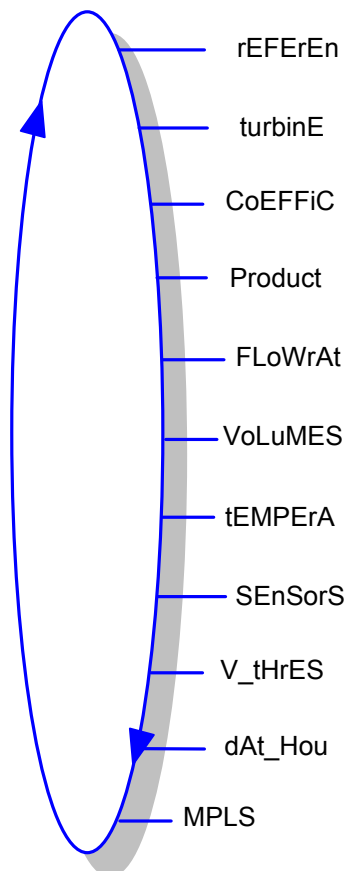 rEFErEn
turbinE
CoEFFiC
Product
FLoWrAt
VoLuMES
tEMPErA
SEnSorS
V_tHrES
dAt_Hou
MPLS